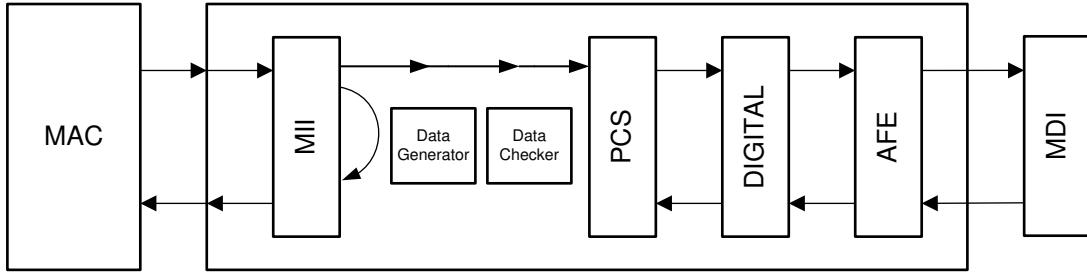 MAC
MII
Data
Generator
Data
Checker
PCS
DIGITAL
AFE
MDI